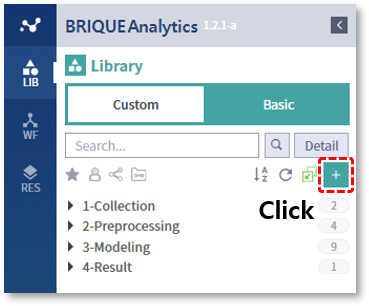 BRIQUE Analytics 1.2.1-a
LIB
WF
RES
Library
Custom Basic
Search... Detail
A
Z
+
Click
1-Collection 2
2-Preprocessing 4
3-Modeling 9
4-Result 1